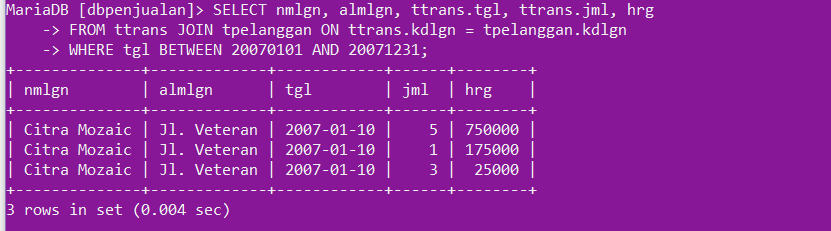 MariaDB [dbpenjualan]> SELECT nmlgn, almlgn, ttrans.tgl, ttrans.jml, hrg
    -> FROM ttrans JOIN tpelanggan ON ttrans.kdlgn = tpelanggan.kdlgn
    -> WHERE tgl BETWEEN 20070101 AND 20071231;
+--------------+-------------+------------+------+--------+
| nmlgn        | almlgn      | tgl        | jml  | hrg    |
+--------------+-------------+------------+------+--------+
| Citra Mozaic | Jl. Veteran | 2007-01-10 |    5 | 750000 |
| Citra Mozaic | Jl. Veteran | 2007-01-10 |    1 | 175000 |
| Citra Mozaic | Jl. Veteran | 2007-01-10 |    3 |  25000 |
+--------------+-------------+------------+------+--------+
3 rows in set (0.004 sec)